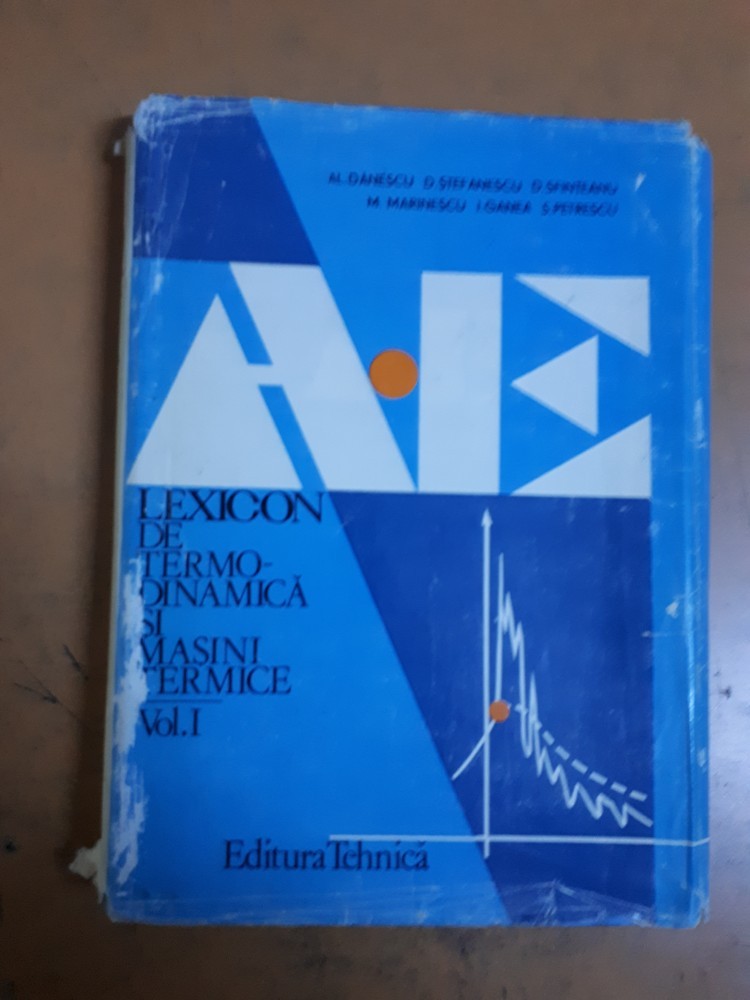 AL. DANESCU D. ȘTEFANESCU D. SFINTEANU
M. MARINESCU I. GANEA S. PETRESCU
A·E
LEXICON
DE
TERMO-
DINAMICĂ
ȘI
MAȘINI
TERMICE
Vol. I
Editura Tehnică